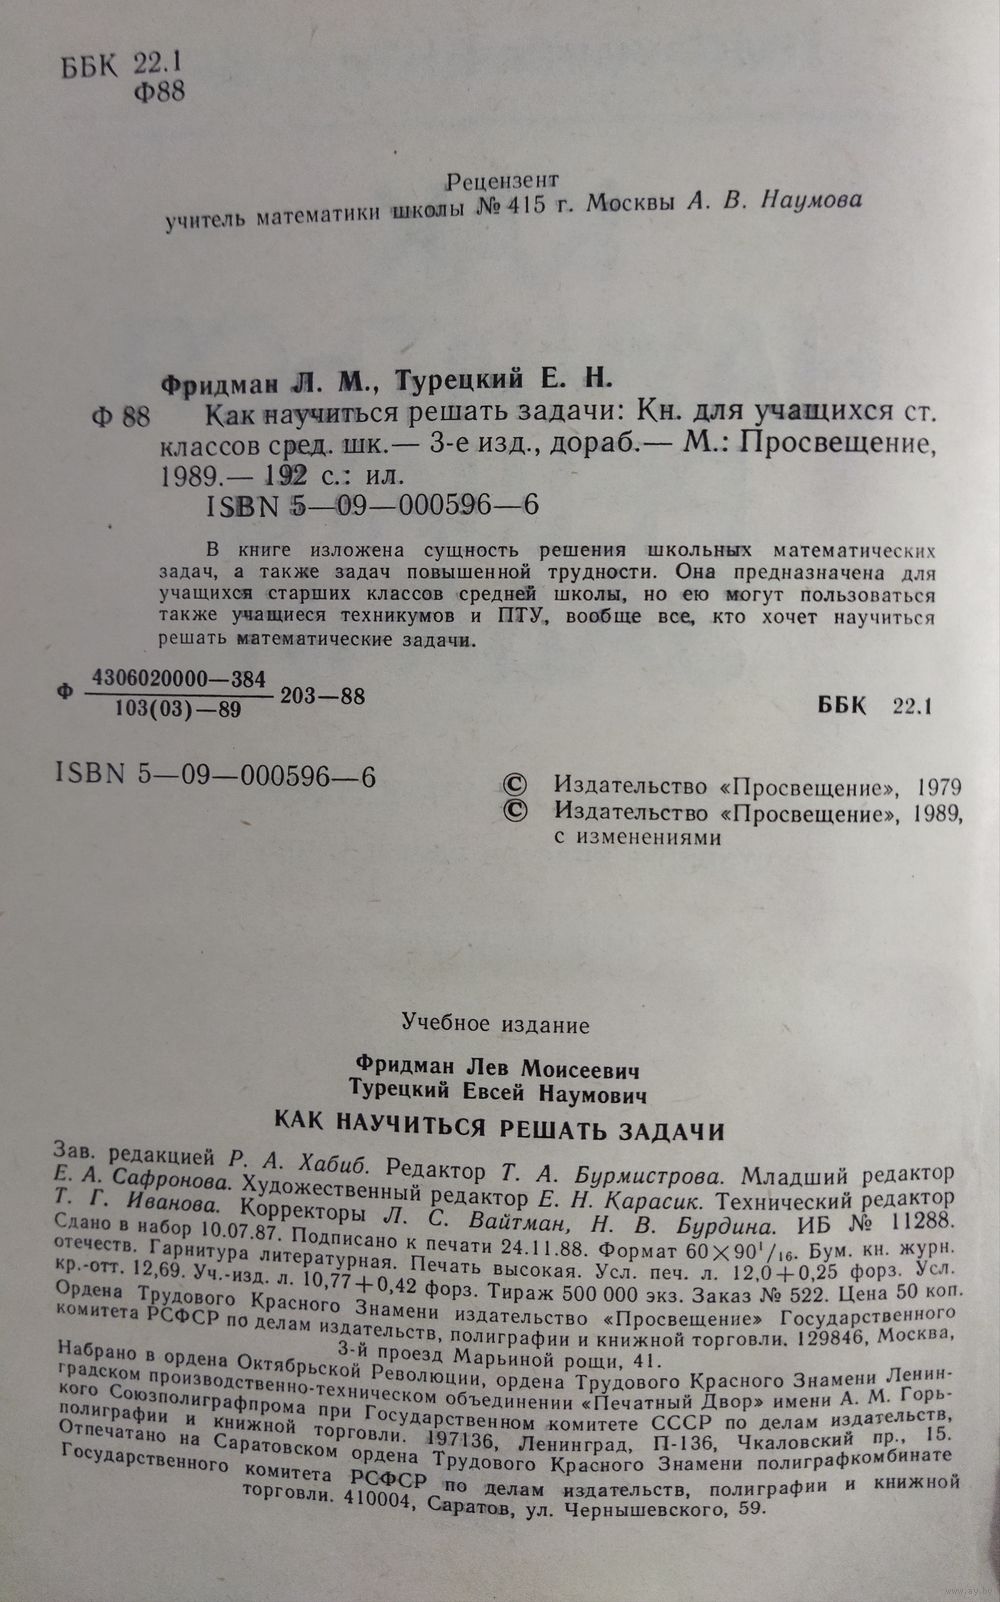 ББК 22.1
Ф88
Рецензент
учитель математики школы № 415 г. Москвы А. В. Наумова
Фридман Л. М., Турецкий Е. Н.
Ф 88 Как научиться решать задачи: Кн. для учащихся ст.
классов сред. шк.— 3-е изд., дораб.— М.: Просвещение,
1989.— 192 с.: ил.
ISBN 5—09—000596—6
В книге изложена сущность решения школьных математических
задач, а также задач повышенной трудности. Она предназначена для
учащихся старших классов средней школы, но ею могут пользоваться
также учащиеся техникумов и ПТУ, вообще все, кто хочет научиться
решать математические задачи.
Ф 4306020000—384 203—88
103(03)—89
ББК 22.1
ISBN 5—09—000596—6
© Издательство «Просвещение», 1979
© Издательство «Просвещение», 1989,
с изменениями
Учебное издание
Фридман Лев Моисеевич
Турецкий Евсей Наумович
КАК НАУЧИТЬСЯ РЕШАТЬ ЗАДАЧИ
Зав. редакцией Р. А. Хабиб. Редактор Т. А. Бурмистрова. Младший редактор
Е. А. Сафронова. Художественный редактор Е. Н. Карасик. Технический редактор
Т. Г. Иванова. Корректоры Л. С. Вайтман, Н. В. Бурдина. ИБ № 11288.
Сдано в набор 10.07.87. Подписано к печати 24.11.88. Формат 60×90¹/₁₆. Бум. кн. журн.
отечеств. Гарнитура литературная. Печать высокая. Усл. печ. л. 12,0+0,25 форз. Усл.
кр.-отт. 12,69. Уч.-изд. л. 10,77+0,42 форз. Тираж 500 000 экз. Заказ № 522. Цена 50 коп.
Ордена Трудового Красного Знамени издательство «Просвещение» Государственного
комитета РСФСР по делам издательств, полиграфии и книжной торговли. 129846, Москва,
3-й проезд Марьиной рощи, 41.
Набрано в ордена Октябрьской Революции, ордена Трудового Красного Знамени Ленин-
градском производственно-техническом объединении «Печатный Двор» имени А. М. Горь-
кого Союзполиграфпрома при Государственном комитете СССР по делам издательств,
полиграфии и книжной торговли. 197136, Ленинград, П-136, Чкаловский пр., 15.
Отпечатано на Саратовском ордена Трудового Красного Знамени полиграфкомбинате
Государственного комитета РСФСР по делам издательств, полиграфии и книжной
торговли. 410004, Саратов, ул. Чернышевского, 59.
www.ay.by